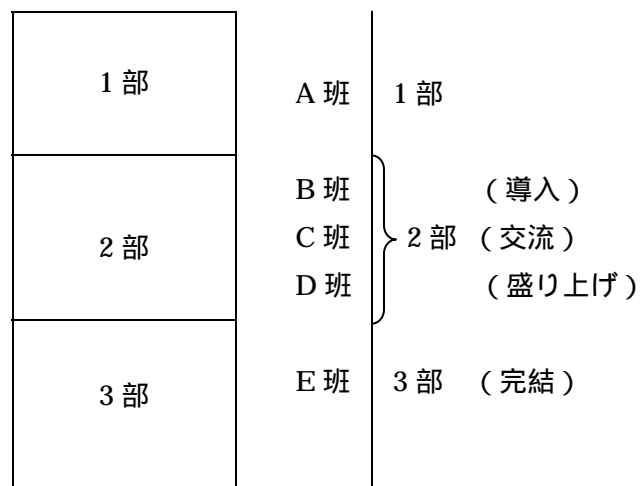 1部
A班 1部
B班 (導入)
2部
C班 2部 (交流)
D班 (盛り上げ)
3部
E班 3部 (完結)